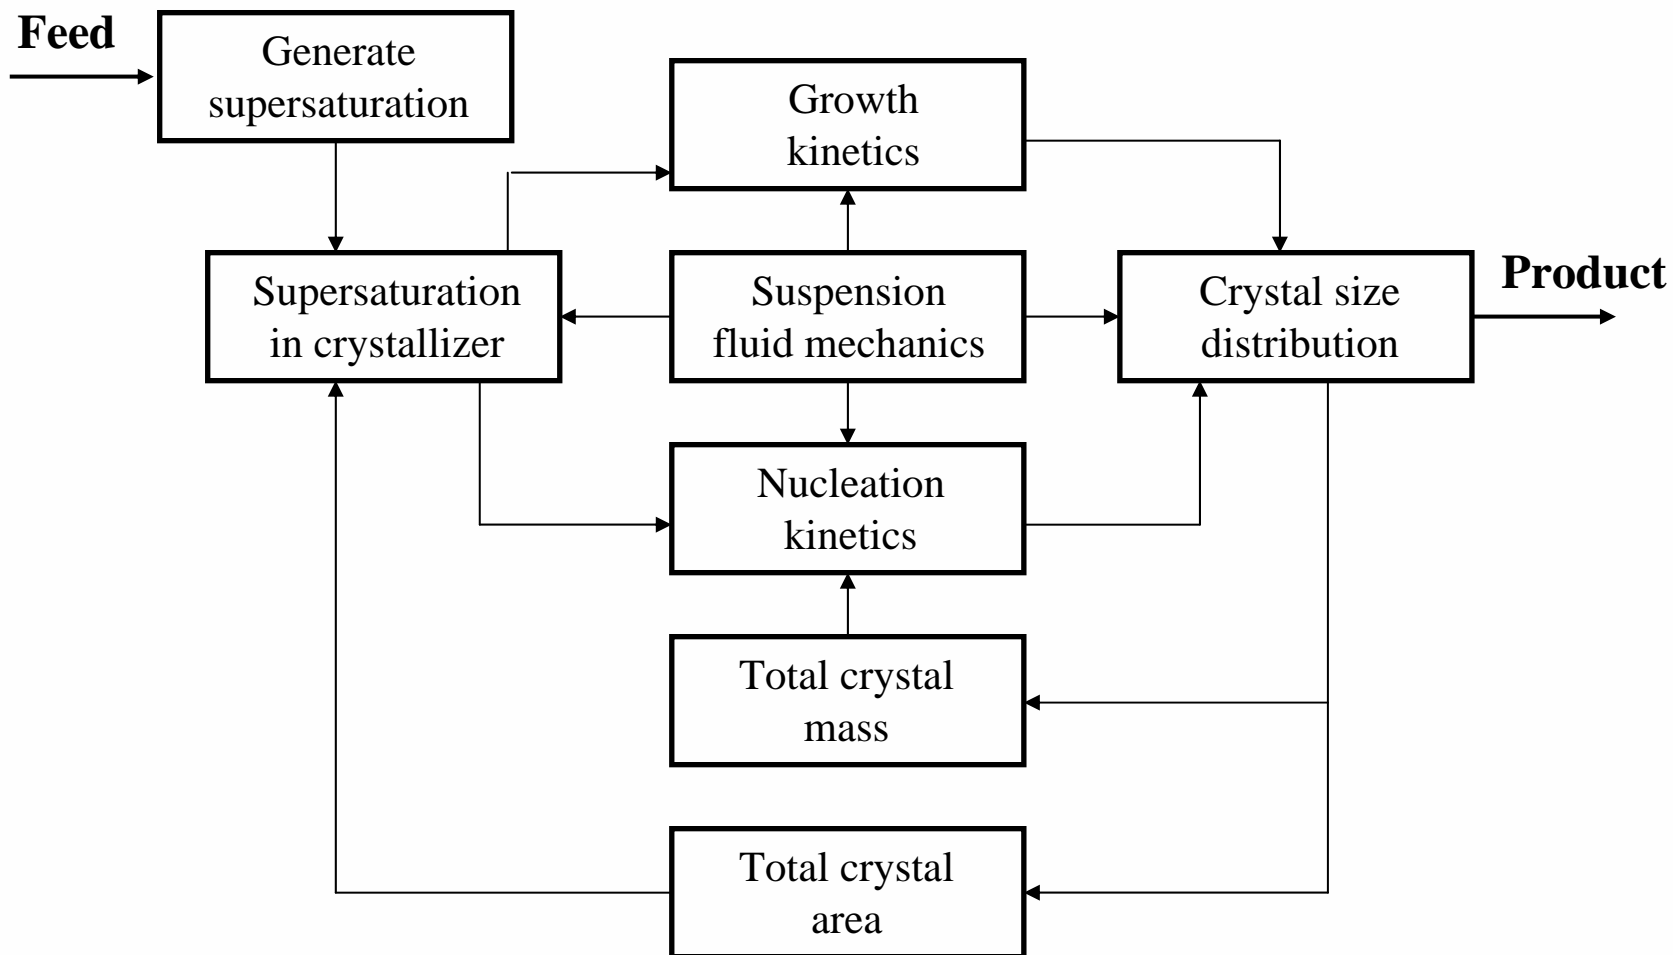 Feed
Generate
supersaturation
Growth
kinetics
Supersaturation
in crystallizer
Suspension
fluid mechanics
Crystal size
distribution
Product
Nucleation
kinetics
Total crystal
mass
Total crystal
area